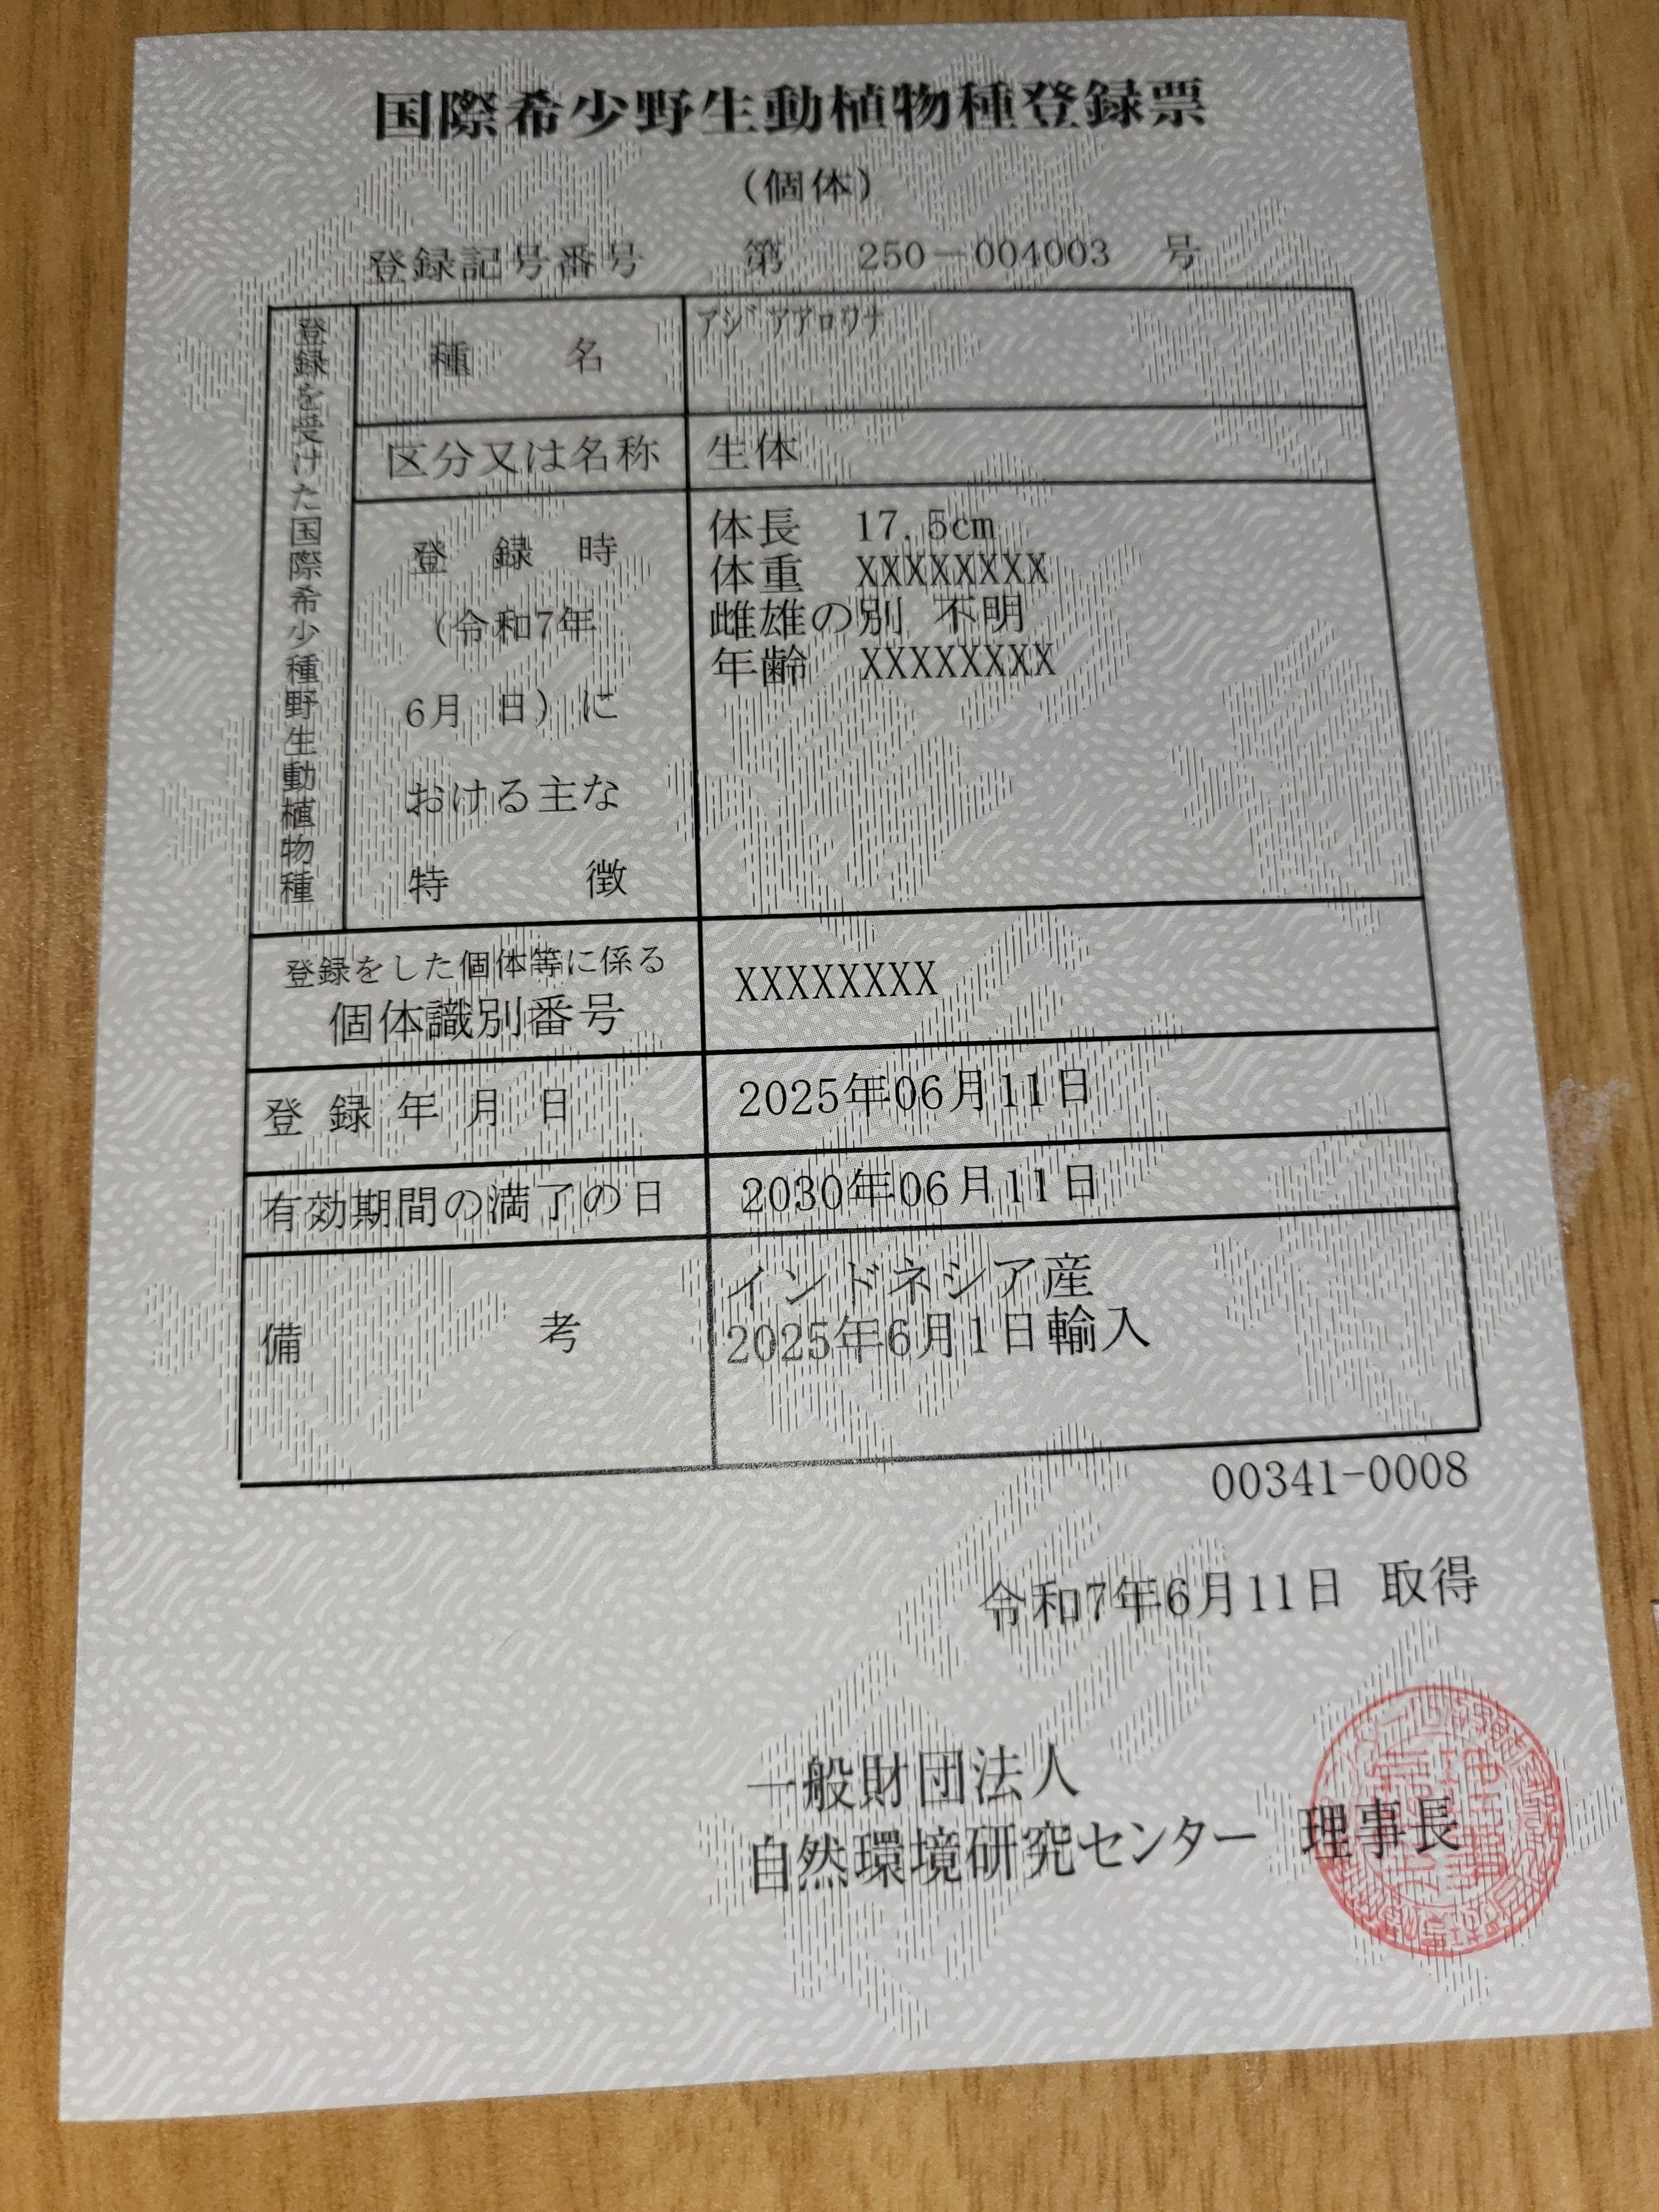 国際希少野生動植物種登録票
（個体）
登録記号番号　第　250－004003　号
登録を受けた国際希少種野生動植物種
種　名
アジアアロワナ
区分又は名称
生体
登録時
（令和7年
6月　日）に
おける主な
特　徴
体長　17.5cm
体重　XXXXXXXX
雌雄の別　不明
年齢　XXXXXXXX
登録をした個体等に係る
個体識別番号
XXXXXXXX
登録年月日
2025年06月11日
有効期間の満了の日
2030年06月11日
備　考
インドネシア産
2025年6月1日輸入
00341-0008
令和7年6月11日　取得
一般財団法人
自然環境研究センター　理事長